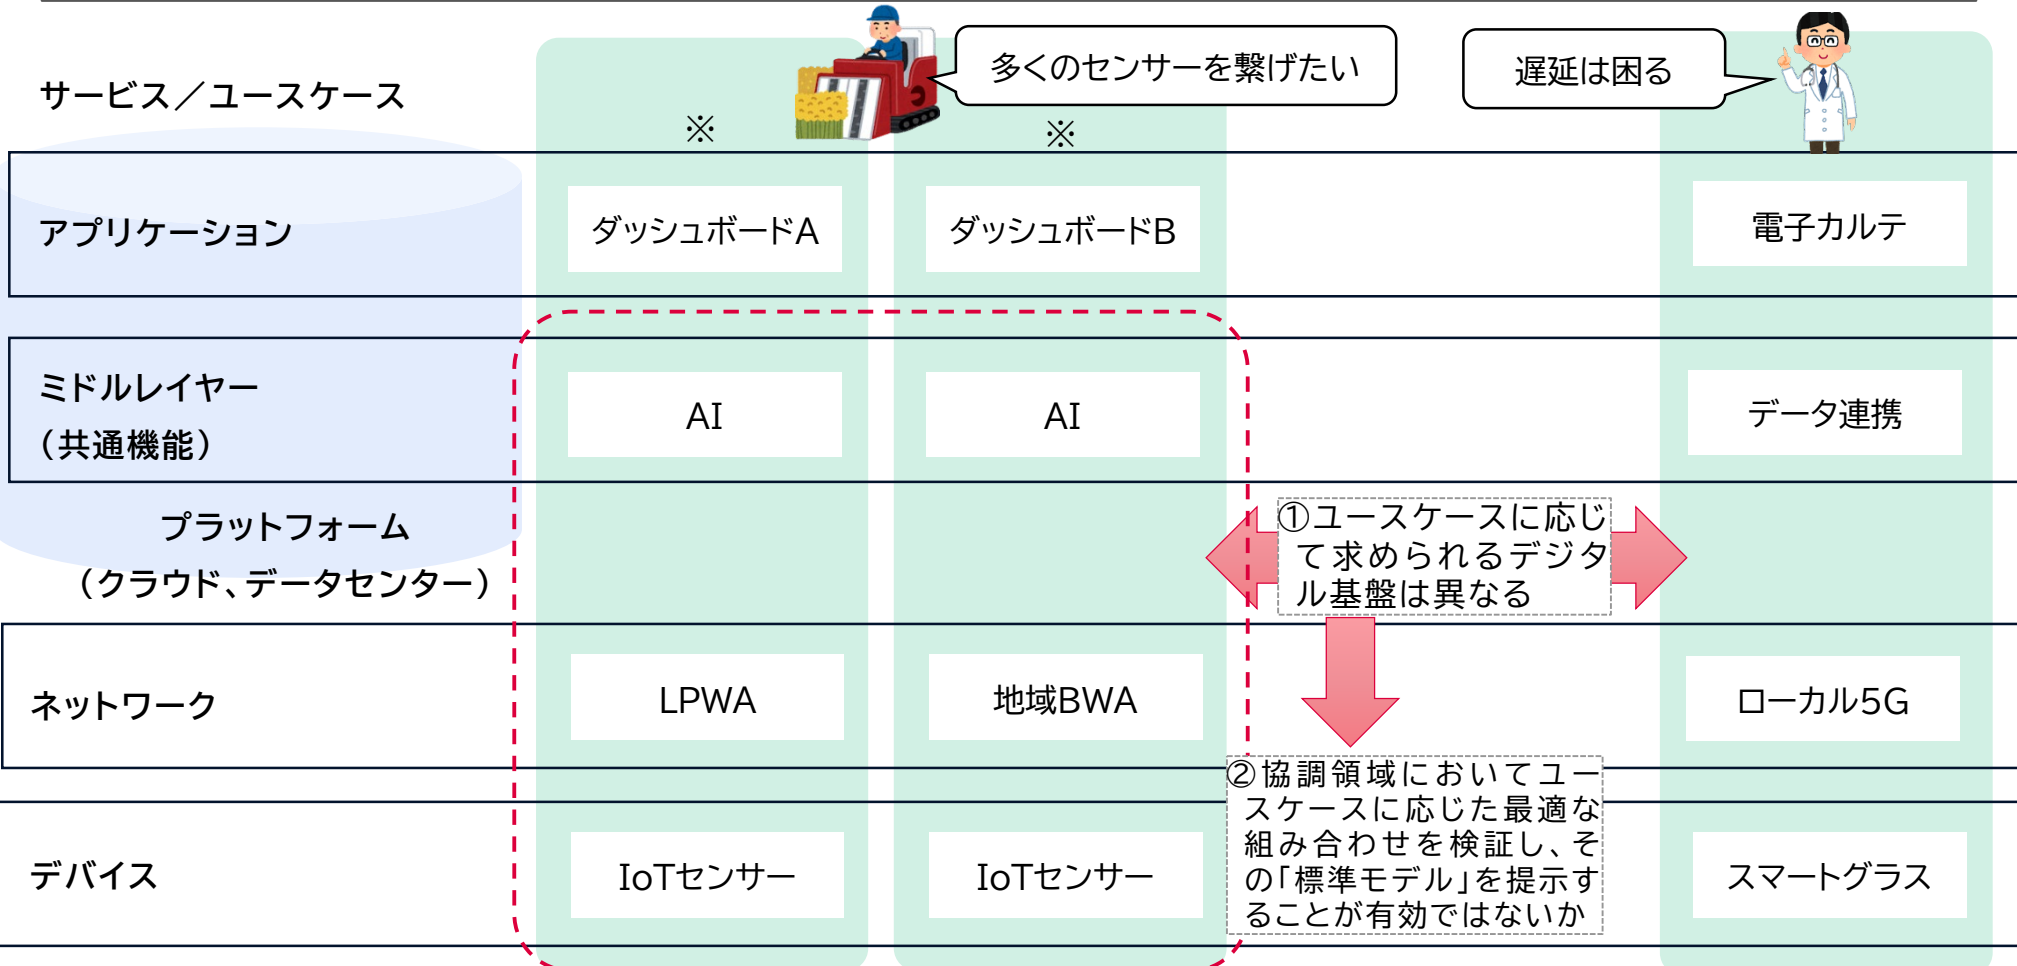 サービス／ユースケース
多くのセンサーを繋げたい
遅延は困る
※
※
アプリケーション
ダッシュボードA
ダッシュボードB
電子カルテ
ミドルレイヤー
（共通機能）
AI
AI
データ連携
プラットフォーム
（クラウド、データセンター）
①ユースケースに応じ
て求められるデジタ
ル基盤は異なる
ネットワーク
LPWA
地域BWA
ローカル5G
②協調領域においてユー
スケースに応じた最適な
組み合わせを検証し、そ
の「標準モデル」を提示す
ることが有効ではないか
デバイス
IoTセンサー
IoTセンサー
スマートグラス